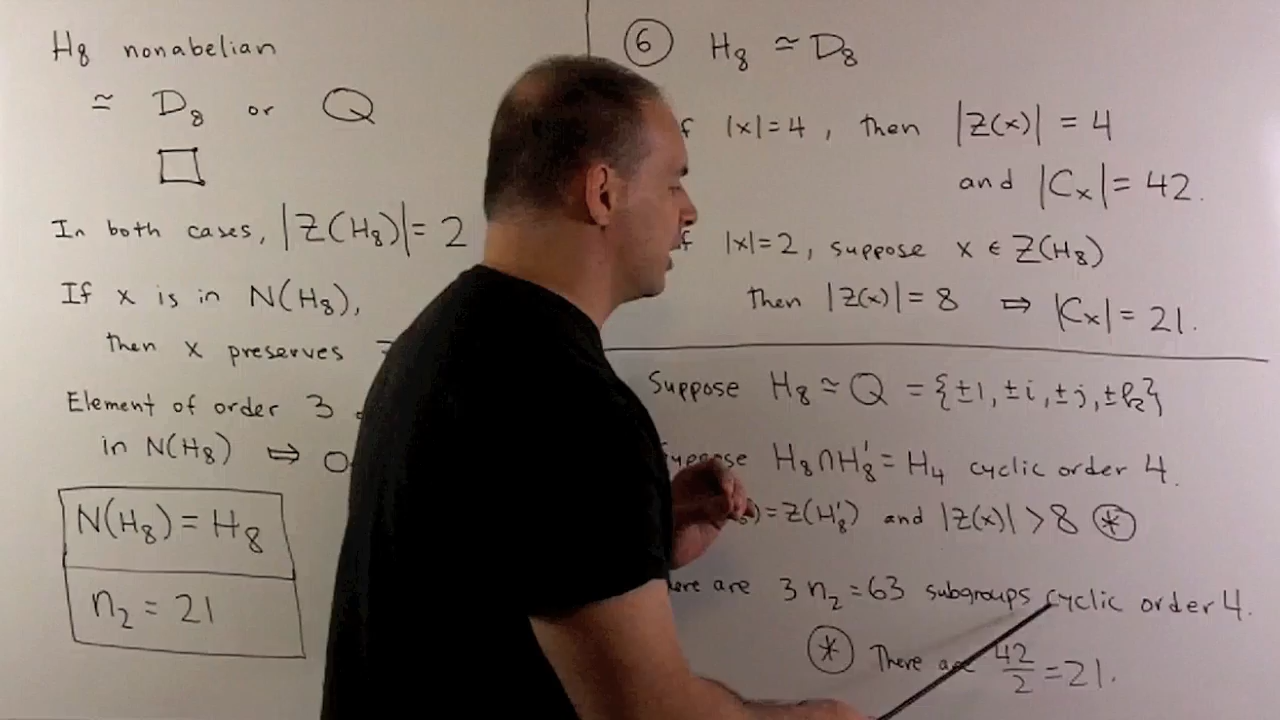 H₈ nonabelian
≃ D₈ or Q
□
In both cases, |Z(H₈)| = 2
If x is in N(H₈),
then x preserves
Element of order 3
in N(H₈) ⇒
N(H₈) = H₈
n₂ = 21
⑥ H₈ ≃ D₈
|x|=4, then |Z(x)| = 4
and |Cₓ| = 42.
|x|=2, suppose x ∈ Z(H₈)
then |Z(x)| = 8 ⇒ |Cₓ| = 21.
Suppose H₈ ≃ Q = {±1, ±i, ±j, ±k}
H₈∩H₈' = H₄ cyclic order 4.
= Z(H₈') and |Z(x)| > 8 ⊛
are 3n₂ = 63 subgroups cyclic order 4.
⊛ There are 42/2 = 21.